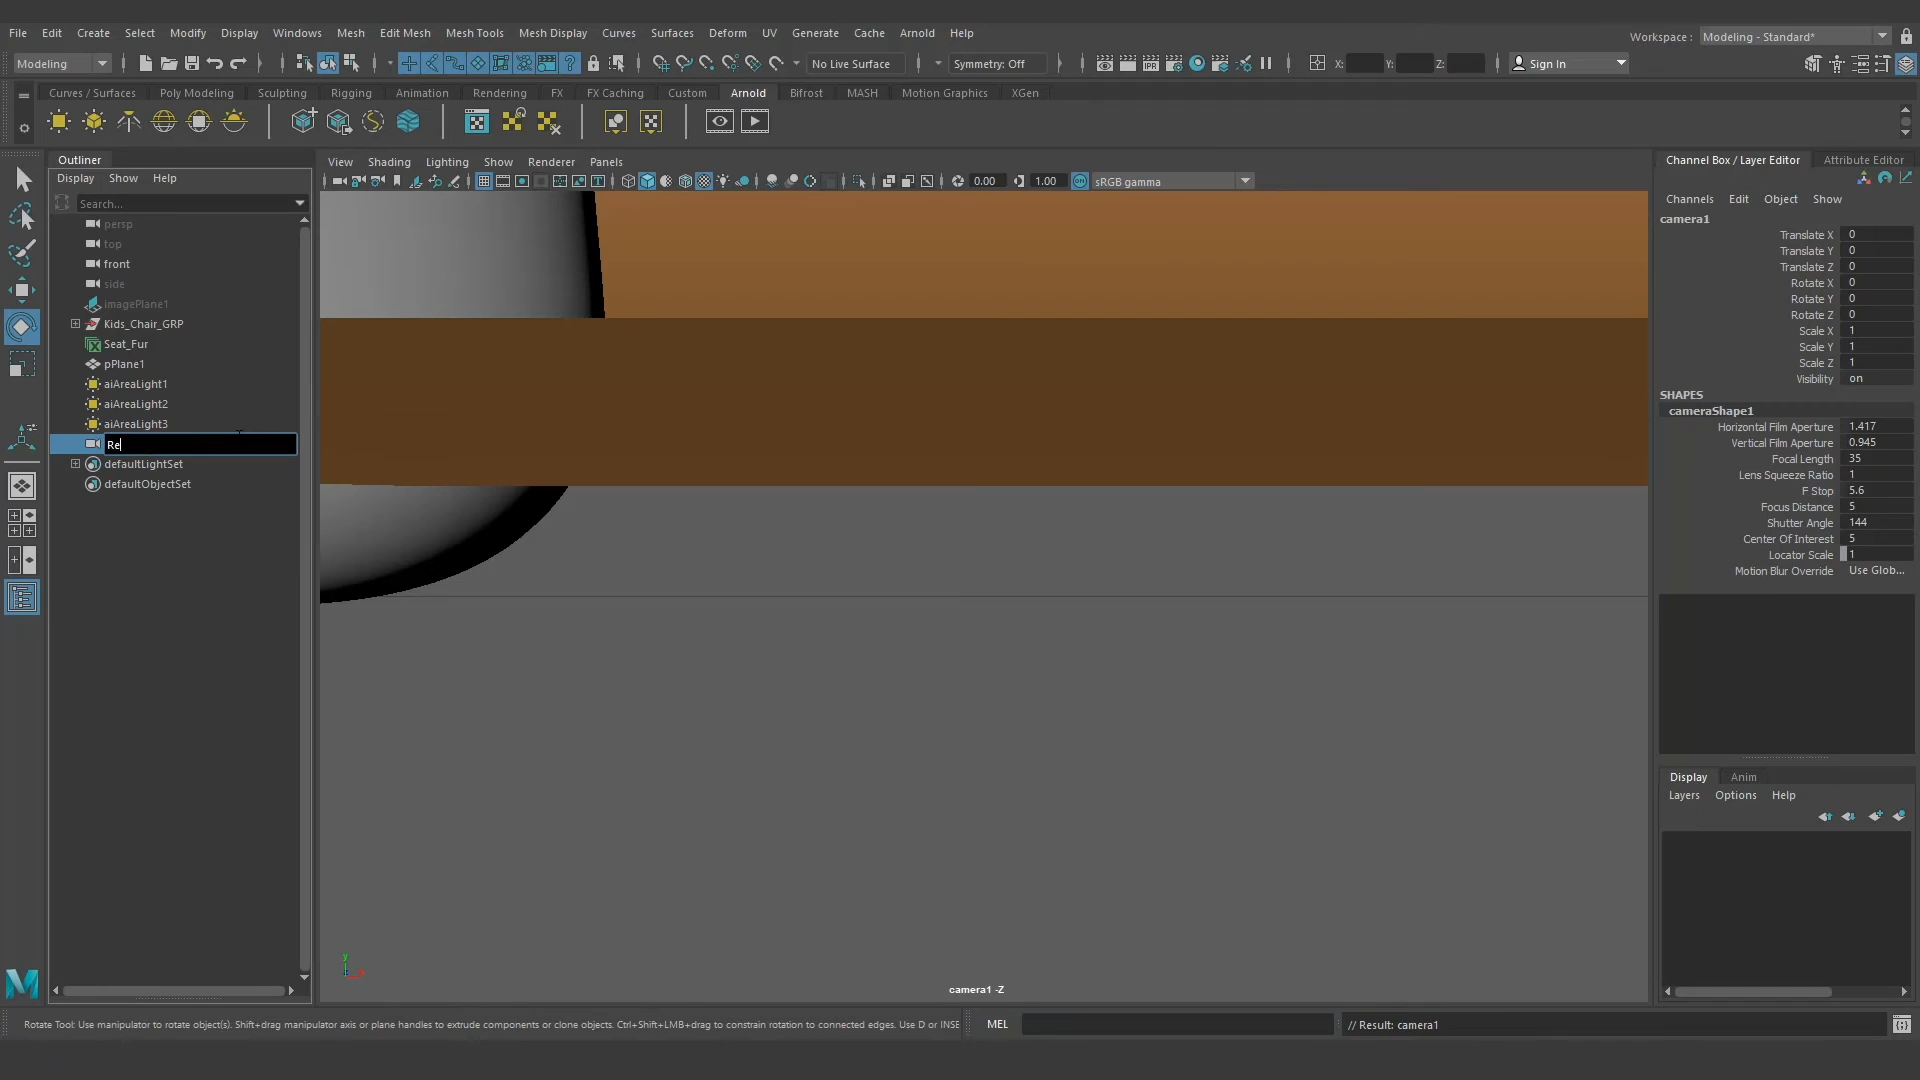 File Edit Create Select Modify Display Windows Mesh Edit Mesh Mesh Tools Mesh Display Curves Surfaces Deform UV Generate Cache Arnold Help
Workspace : Modeling - Standard*
Modeling No Live Surface Symmetry: Off X: Y: Z: Sign In
Curves / Surfaces Poly Modeling Sculpting Rigging Animation Rendering FX FX Caching Custom Arnold Bifrost MASH Motion Graphics XGen
Outliner
Display Show Help
Search...
persp
top
front
side
imagePlane1
Kids_Chair_GRP
Seat_Fur
pPlane1
aiAreaLight1
aiAreaLight2
aiAreaLight3
Re
defaultLightSet
defaultObjectSet
View Shading Lighting Show Renderer Panels
0.00 1.00 ON sRGB gamma
y
camera1 -Z
Channel Box / Layer Editor Attribute Editor
Channels Edit Object Show
camera1
Translate X 0
Translate Y 0
Translate Z 0
Rotate X 0
Rotate Y 0
Rotate Z 0
Scale X 1
Scale Y 1
Scale Z 1
Visibility on
SHAPES
cameraShape1
Horizontal Film Aperture 1.417
Vertical Film Aperture 0.945
Focal Length 35
Lens Squeeze Ratio 1
F Stop 5.6
Focus Distance 5
Shutter Angle 144
Center Of Interest 5
Locator Scale 1
Motion Blur Override Use Glob...
Display Anim
Layers Options Help
Rotate Tool: Use manipulator to rotate object(s). Shift+drag manipulator axis or plane handles to extrude components or clone objects. Ctrl+Shift+LMB+drag to constrain rotation to connected edges. Use D or INSE
MEL
// Result: camera1